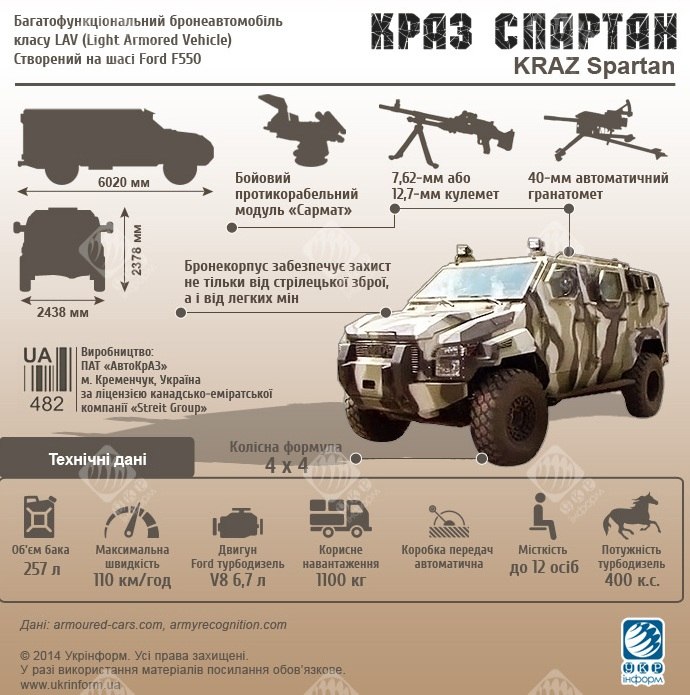 Багатофункціональний бронеавтомобіль
класу LAV (Light Armored Vehicle)
Створений на шасі Ford F550
КРАЗ СПАРТАН
KRAZ Spartan
6020 мм
2378 мм
2438 мм
Бойовий
протикорабельний
модуль «Сармат»
7,62-мм або
12,7-мм кулемет
40-мм автоматичний
гранатомет
Бронекорпус забезпечує захист
не тільки від стрілецької зброї,
а і від легких мін
UA
482
Виробництво:
ПАТ «АвтоКрАЗ»
м. Кременчук, Україна
за ліцензією канадсько-еміратської
компанії «Streit Group»
Колісна формула
4 x 4
Технічні дані
Об'єм бака
257 л
Максимальна
швидкість
110 км/год
Двигун
Ford турбодизель
V8 6,7 л
Корисне
навантаження
1100 кг
Коробка передач
автоматична
Місткість
до 12 осіб
Потужність
турбодизель
400 к.с.
Дані: armoured-cars.com, armyrecognition.com
© 2014 Укрінформ. Усі права захищені.
У разі використання матеріалів посилання обов'язкове.
www.ukrinform.ua
УКР
інформ